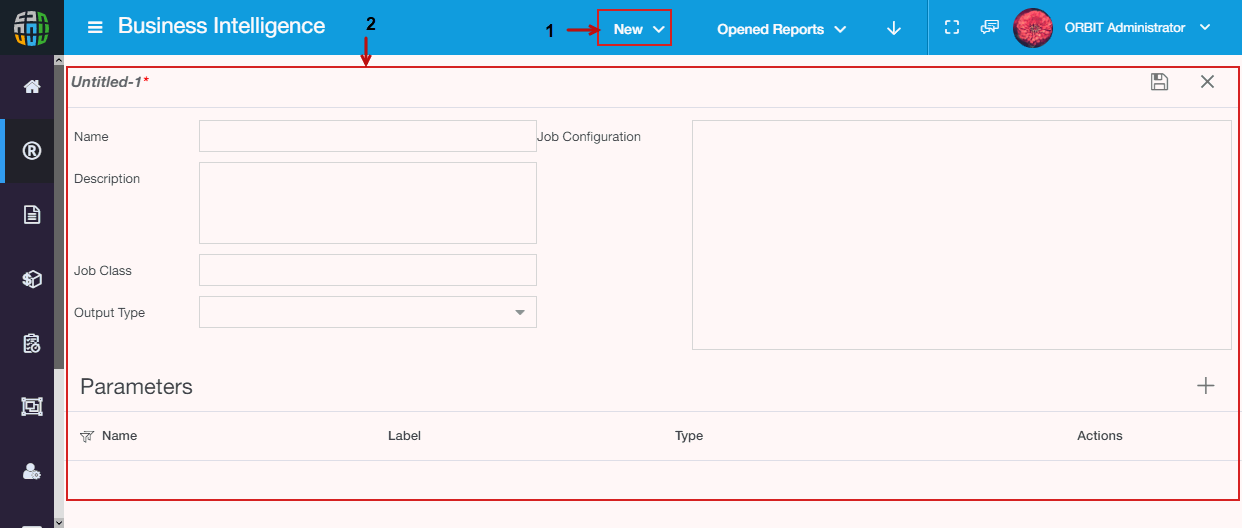 Business Intelligence
2
1
New
Opened Reports
ORBIT Administrator
Untitled-1*
Name
Job Configuration
Description
Job Class
Output Type
Parameters
Name Label Type Actions